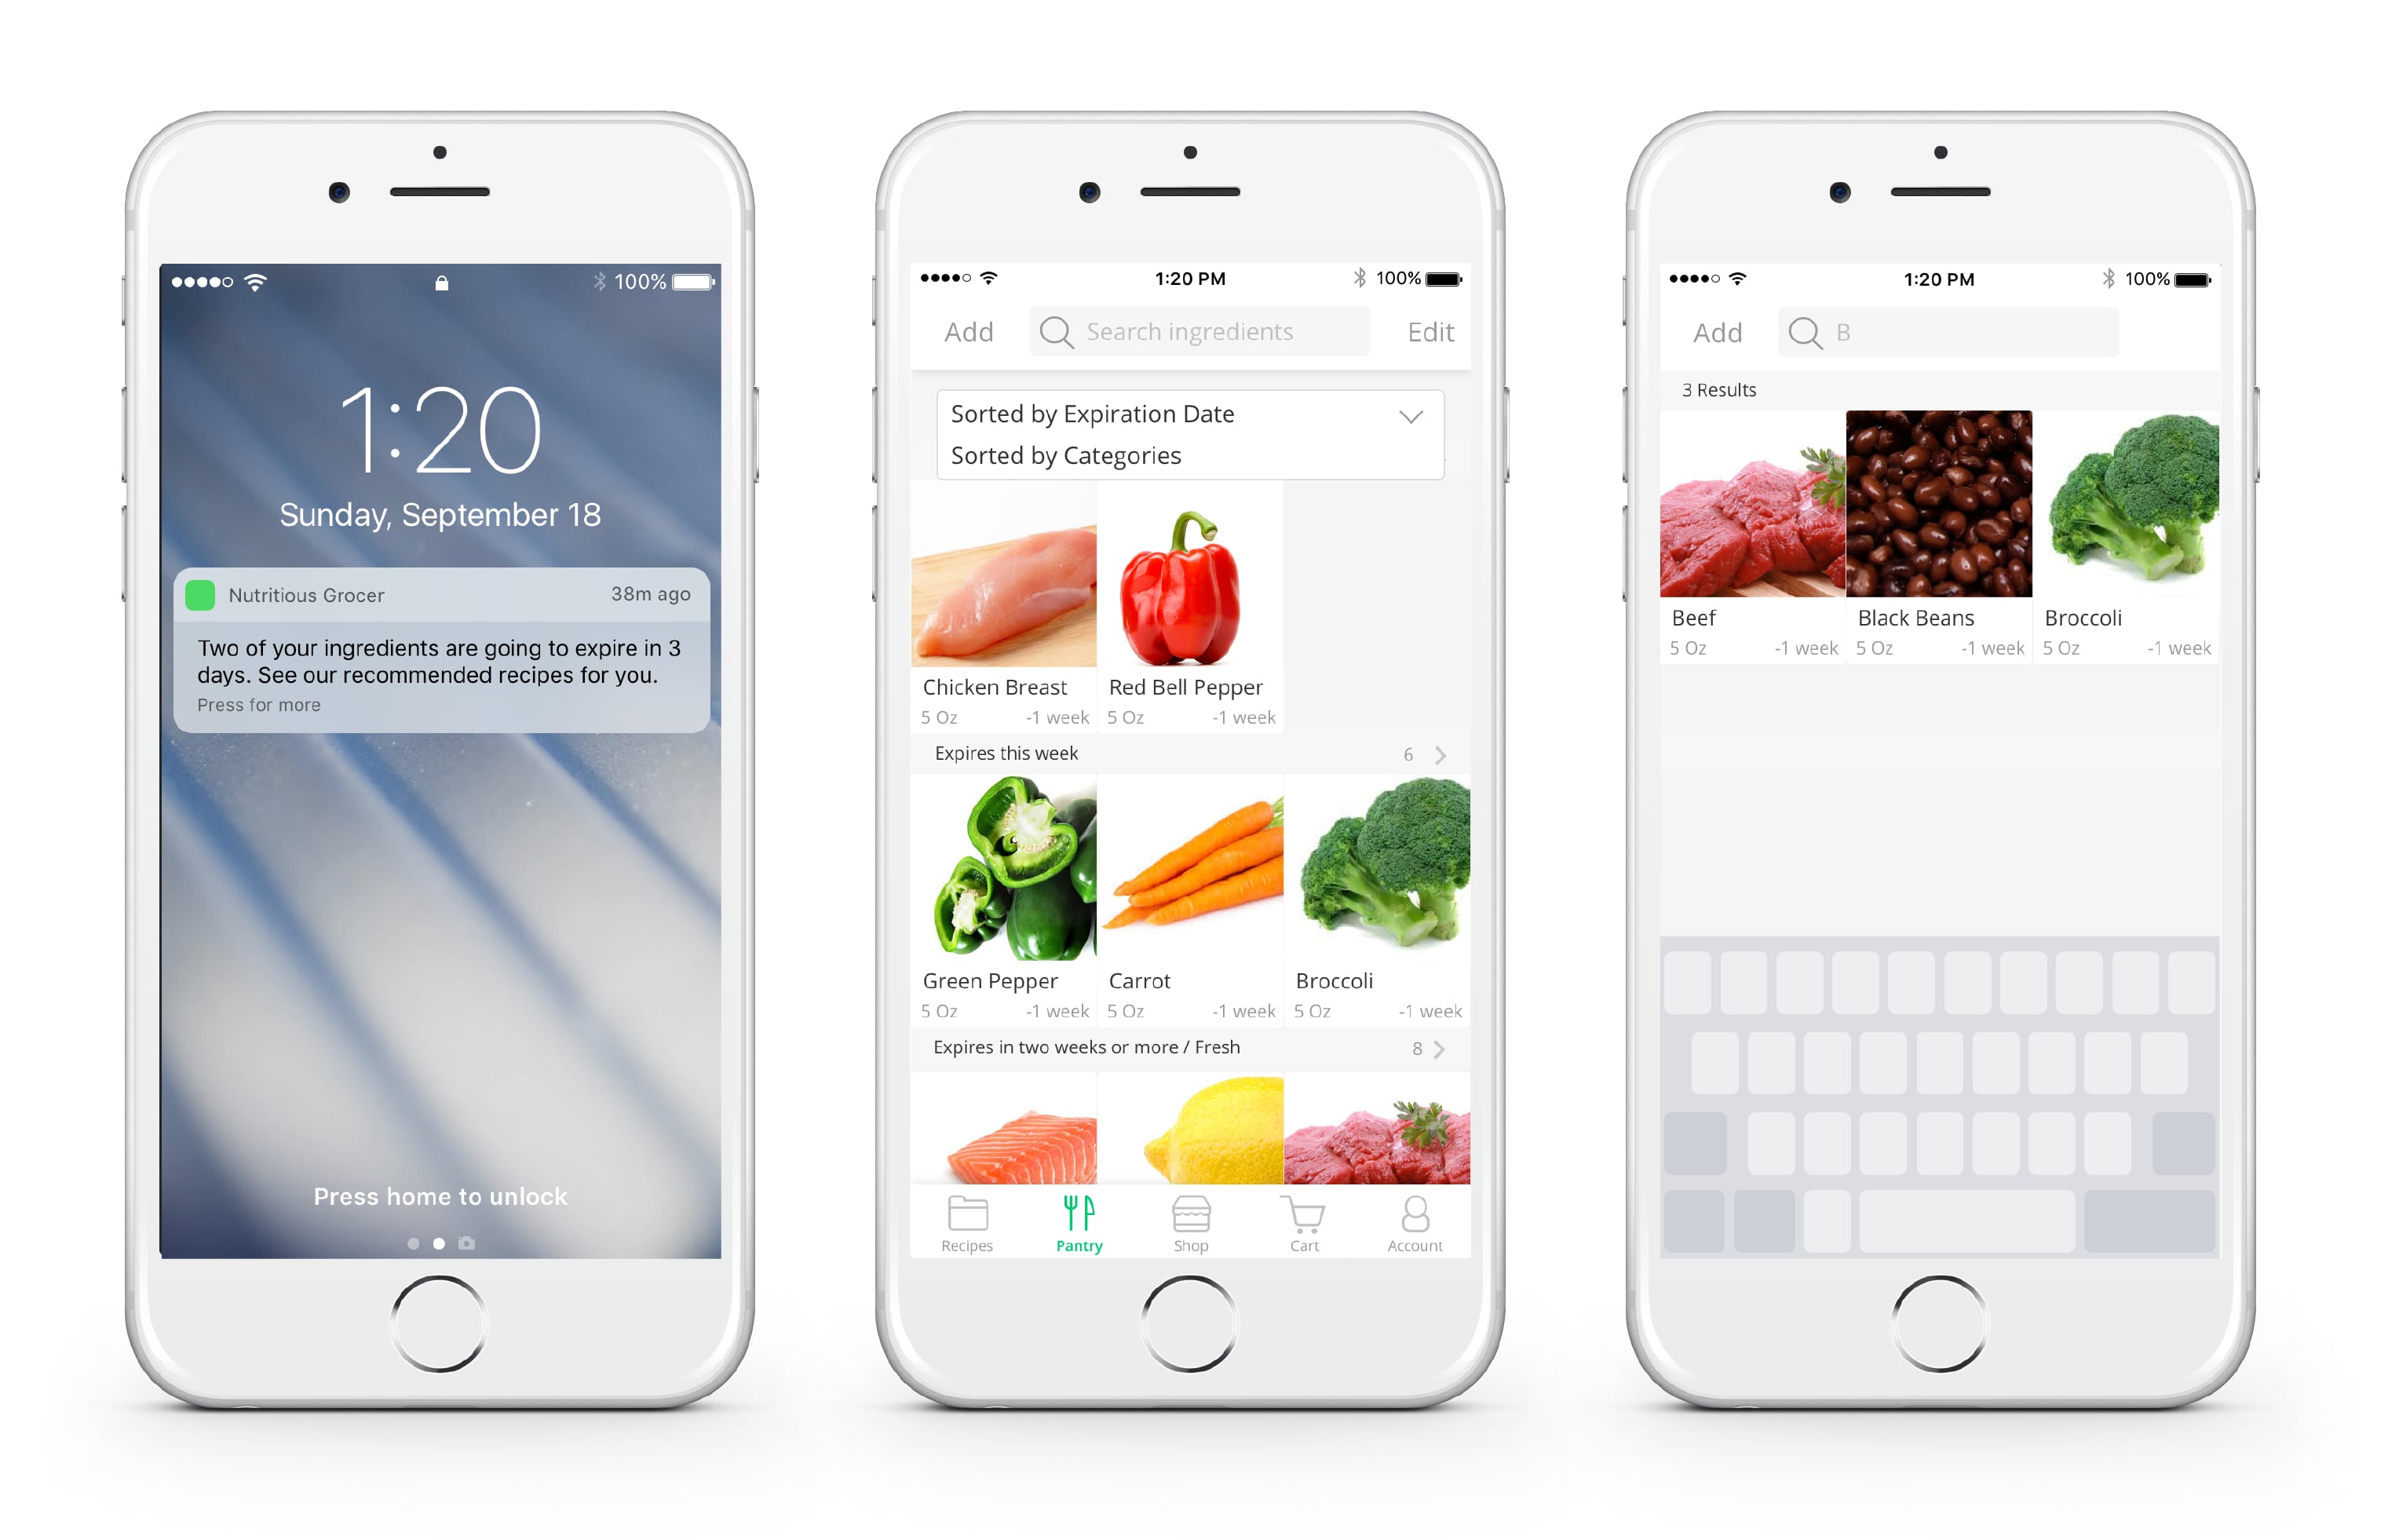 100%
1:20
Sunday, September 18
Nutritious Grocer 38m ago
Two of your ingredients are going to expire in 3
days. See our recommended recipes for you.
Press for more
Press home to unlock
1:20 PM 100%
Add Search ingredients Edit
Sorted by Expiration Date
Sorted by Categories
Chicken Breast Red Bell Pepper
5 Oz -1 week 5 Oz -1 week
Expires this week 6
Green Pepper Carrot Broccoli
5 Oz -1 week 5 Oz -1 week 5 Oz -1 week
Expires in two weeks or more / Fresh 8
Recipes Pantry Shop Cart Account
1:20 PM 100%
Add B
3 Results
Beef Black Beans Broccoli
5 Oz -1 week 5 Oz -1 week 5 Oz -1 week